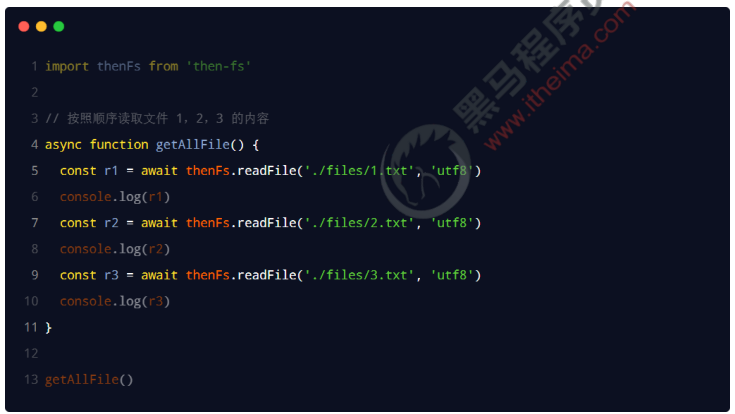 1 import thenFs from 'then-fs'
2
3 // 按照顺序读取文件 1，2，3 的内容
4 async function getAllFile() {
5   const r1 = await thenFs.readFile('./files/1.txt', 'utf8')
6   console.log(r1)
7   const r2 = await thenFs.readFile('./files/2.txt', 'utf8')
8   console.log(r2)
9   const r3 = await thenFs.readFile('./files/3.txt', 'utf8')
10   console.log(r3)
11 }
12
13 getAllFile()
黑马程序
www.itheima.com